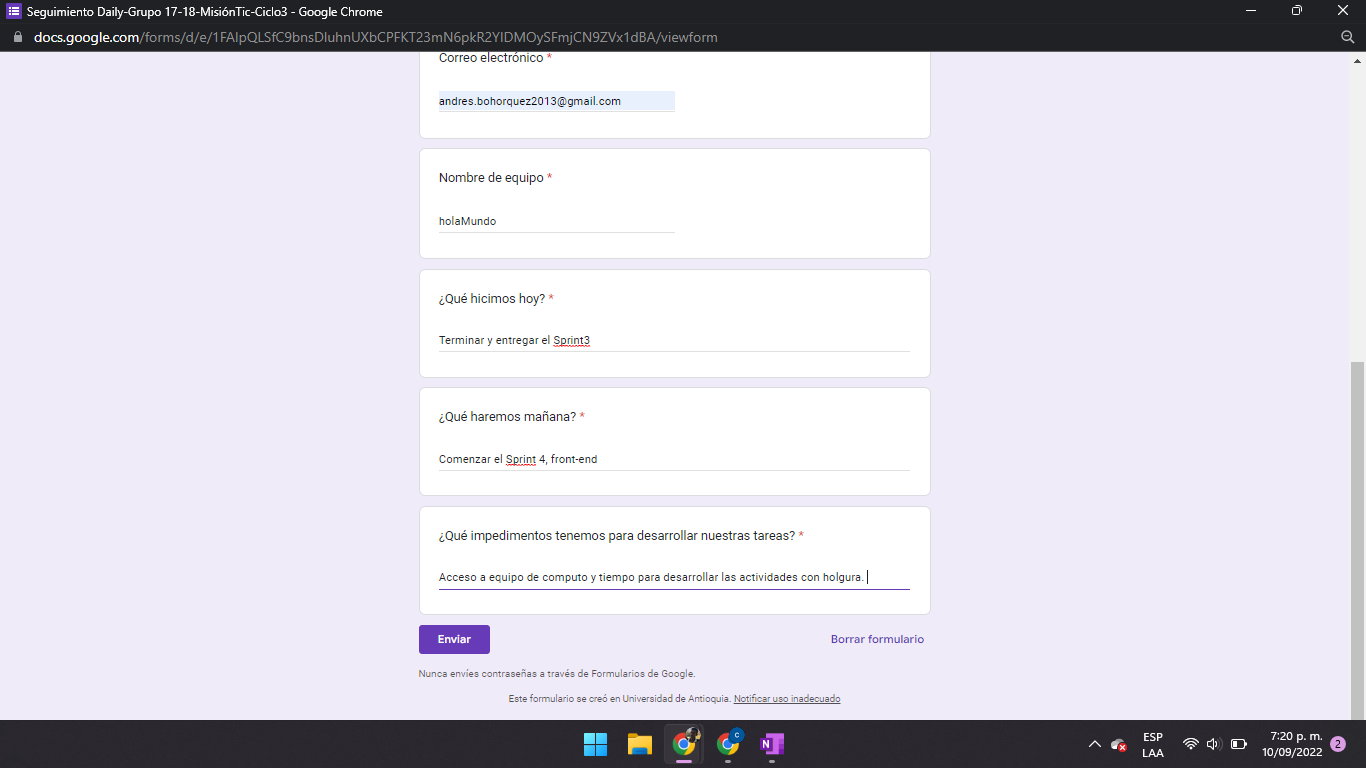 Seguimiento Daily-Grupo 17-18-MisiónTic-Ciclo3 - Google Chrome
docs.google.com/forms/d/e/1FAIpQLSfC9bnsDIuhnUXbCPFKT23mN6pkR2YIDMOySFmjCN9ZVx1dBA/viewform
Correo electrónico *
andres.bohorquez2013@gmail.com
Nombre de equipo *
holaMundo
¿Qué hicimos hoy? *
Terminar y entregar el Sprint3
¿Qué haremos mañana? *
Comenzar el Sprint 4, front-end
¿Qué impedimentos tenemos para desarrollar nuestras tareas? *
Acceso a equipo de computo y tiempo para desarrollar las actividades con holgura.
Enviar
Borrar formulario
Nunca envíes contraseñas a través de Formularios de Google.
Este formulario se creó en Universidad de Antioquia. Notificar uso inadecuado
C
N
ESP
LAA
7:20 p. m.
10/09/2022
2